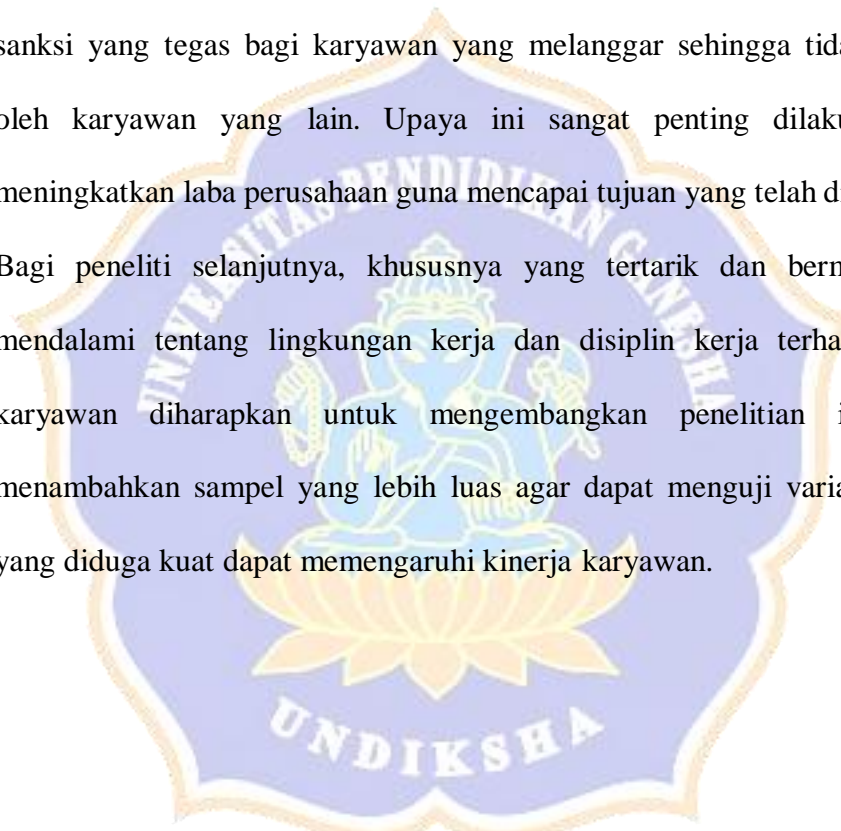 sanksi yang tegas bagi karyawan yang melanggar sehingga
oleh karyawan yang lain. Upaya ini sangat penting
meningkatkan laba perusahaan guna mencapai tujuan yang telah
Bagi peneliti selanjutnya, khususnya yang tertarik dan
mendalami tentang lingkungan kerja dan disiplin kerja
karyawan diharapkan untuk mengembangkan penelitian
menambahkan sampel yang lebih luas agar dapat menguji
yang diduga kuat dapat memengaruhi kinerja karyawan.
UNIVERSITAS PENDIDIKAN GANESHA
UNDIKSHA